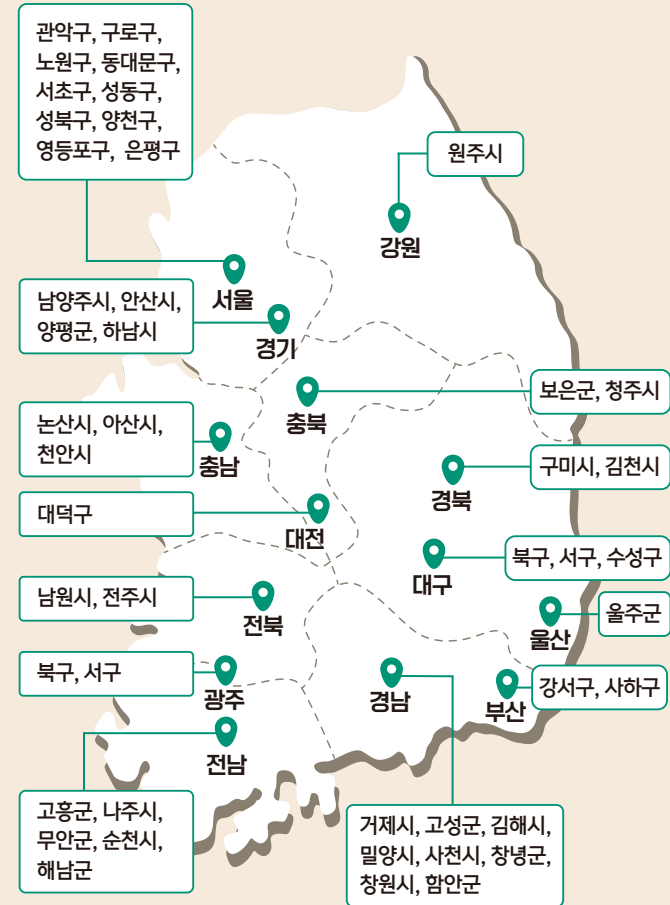 관악구, 구로구,
노원구, 동대문구,
서초구, 성동구,
성북구, 양천구,
영등포구, 은평구
서울
원주시
강원
남양주시, 안산시,
양평군, 하남시
경기
보은군, 청주시
충북
논산시, 아산시,
천안시
충남
구미시, 김천시
경북
대덕구
대전
북구, 서구, 수성구
대구
남원시, 전주시
전북
울주군
울산
북구, 서구
광주
강서구, 사하구
부산
경남
거제시, 고성군, 김해시,
밀양시, 사천시, 창녕군,
창원시, 함안군
전남
고흥군, 나주시,
무안군, 순천시,
해남군